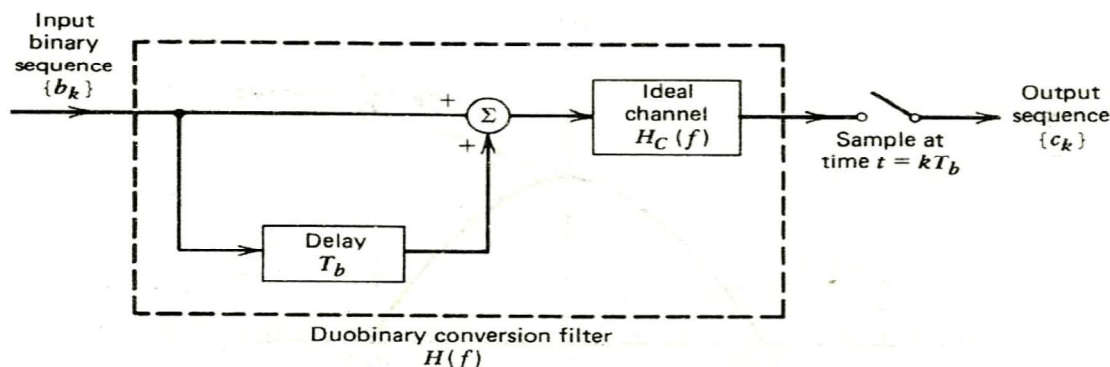 Input
binary
sequence
{b_k}
+
Σ
+
Ideal
channel
H_C(f)
Sample at
time t = kT_b
Output
sequence
{c_k}
Delay
T_b
Duobinary conversion filter
H(f)